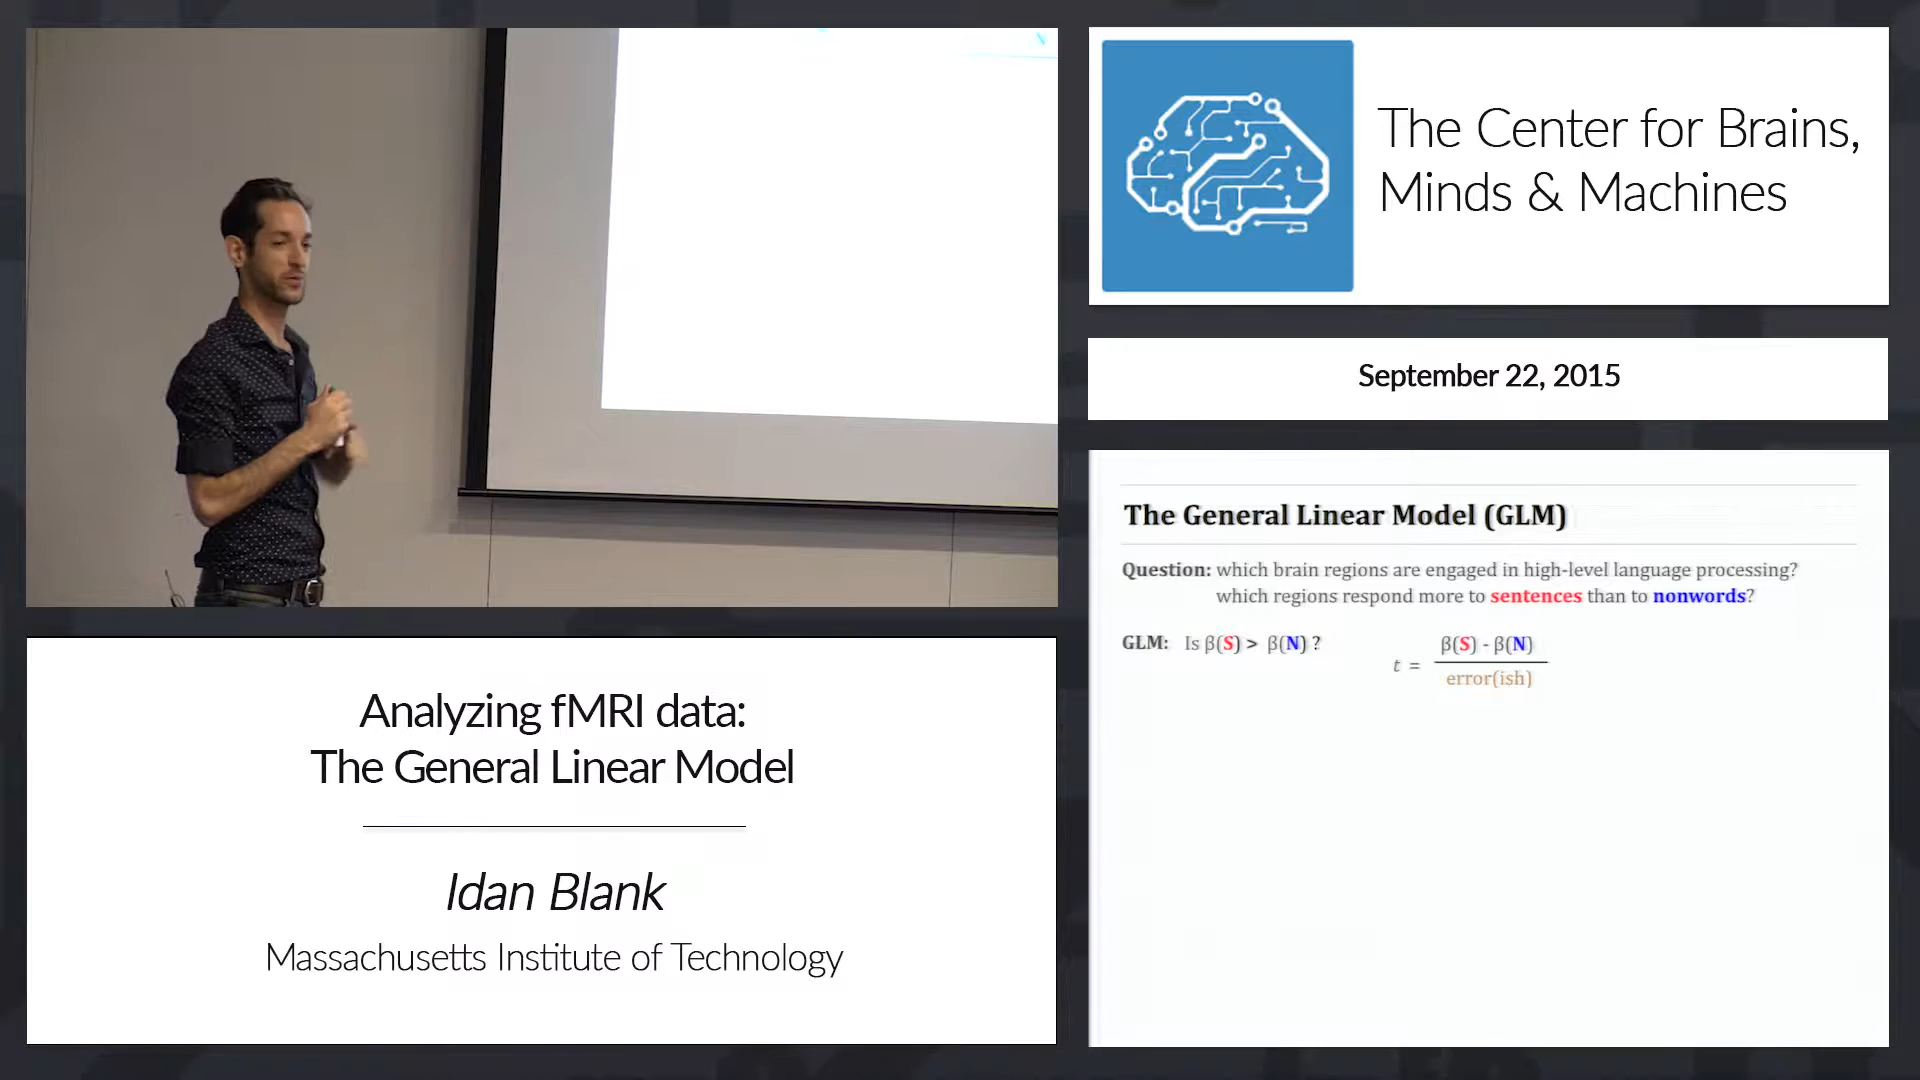 The Center for Brains,
Minds & Machines
September 22, 2015
The General Linear Model (GLM)
Question: which brain regions are engaged in high-level language processing?
which regions respond more to sentences than to nonwords?
GLM: Is β(S) > β(N) ?
t = β(S) - β(N)
error(ish)
Analyzing fMRI data:
The General Linear Model
Idan Blank
Massachusetts Institute of Technology